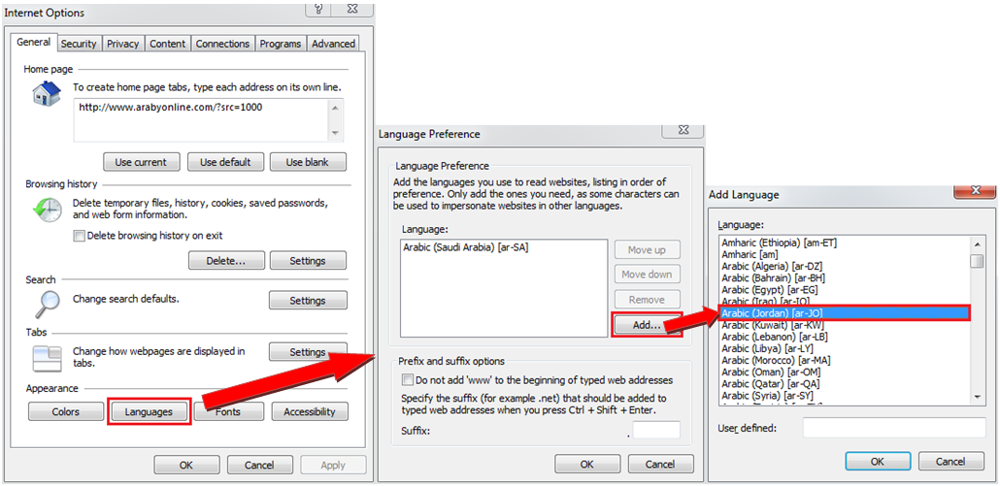 Internet Options
General Security Privacy Content Connections Programs Advanced
Home page
To create home page tabs, type each address on its own line.
http://www.arabyonline.com/?src=1000
Use current Use default Use blank
Browsing history
Delete temporary files, history, cookies, saved passwords,
and web form information.
Delete browsing history on exit
Delete... Settings
Search
Change search defaults.
Settings
Tabs
Change how webpages are displayed in
tabs.
Settings
Appearance
Colors Languages Fonts Accessibility
OK Cancel Apply
Language Preference
Language Preference
Add the languages you use to read websites, listing in order of
preference. Only add the ones you need, as some characters can
be used to impersonate websites in other languages.
Language:
Arabic (Saudi Arabia) [ar-SA]
Move up
Move down
Remove
Add...
Prefix and suffix options
Do not add 'www' to the beginning of typed web addresses
Specify the suffix (for example .net) that should be added to
typed web addresses when you press Ctrl + Shift + Enter.
Suffix: .
OK Cancel
Add Language
Language:
Amharic (Ethiopia) [am-ET]
Amharic [am]
Arabic (Algeria) [ar-DZ]
Arabic (Bahrain) [ar-BH]
Arabic (Egypt) [ar-EG]
Arabic (Iraq) [ar-IQ]
Arabic (Jordan) [ar-JO]
Arabic (Kuwait) [ar-KW]
Arabic (Lebanon) [ar-LB]
Arabic (Libya) [ar-LY]
Arabic (Morocco) [ar-MA]
Arabic (Oman) [ar-OM]
Arabic (Qatar) [ar-QA]
Arabic (Syria) [ar-SY]
User defined:
OK Cancel